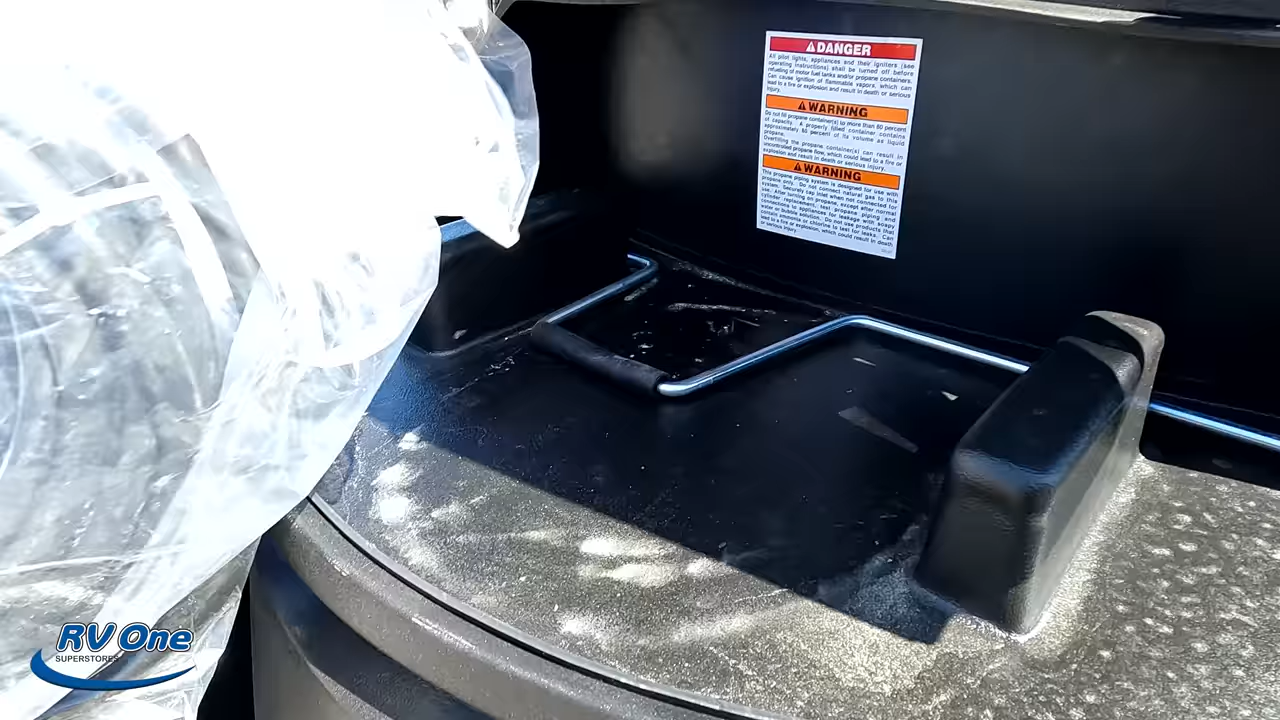 DANGER
All pilot lights, appliances and their igniters (see
operating instructions) shall be turned off before
refueling of motor fuel tanks and/or propane containers.
Can cause ignition of flammable vapors, which can
lead to a fire or explosion and result in death or serious
injury.
WARNING
Do not fill propane container(s) to more than 80 percent
of capacity. A properly filled container contains
approximately 80 percent of its volume as liquid
propane.
Overfilling the propane container(s) can result in
uncontrolled propane flow, which could lead to a fire or
explosion and result in death or serious injury.
WARNING
This propane piping system is designed for use with
propane only. Do not connect natural gas to this
system. Securely cap inlet when not connected for
use. After turning on propane, except after normal
cylinder replacement, test propane piping and
connections to appliances for leakage with soapy
water or bubble solution. Do not use products that
contain ammonia or chlorine to test for leaks. Can
lead to a fire or explosion, which could result in death
or serious injury.
RV One
SUPERSTORES